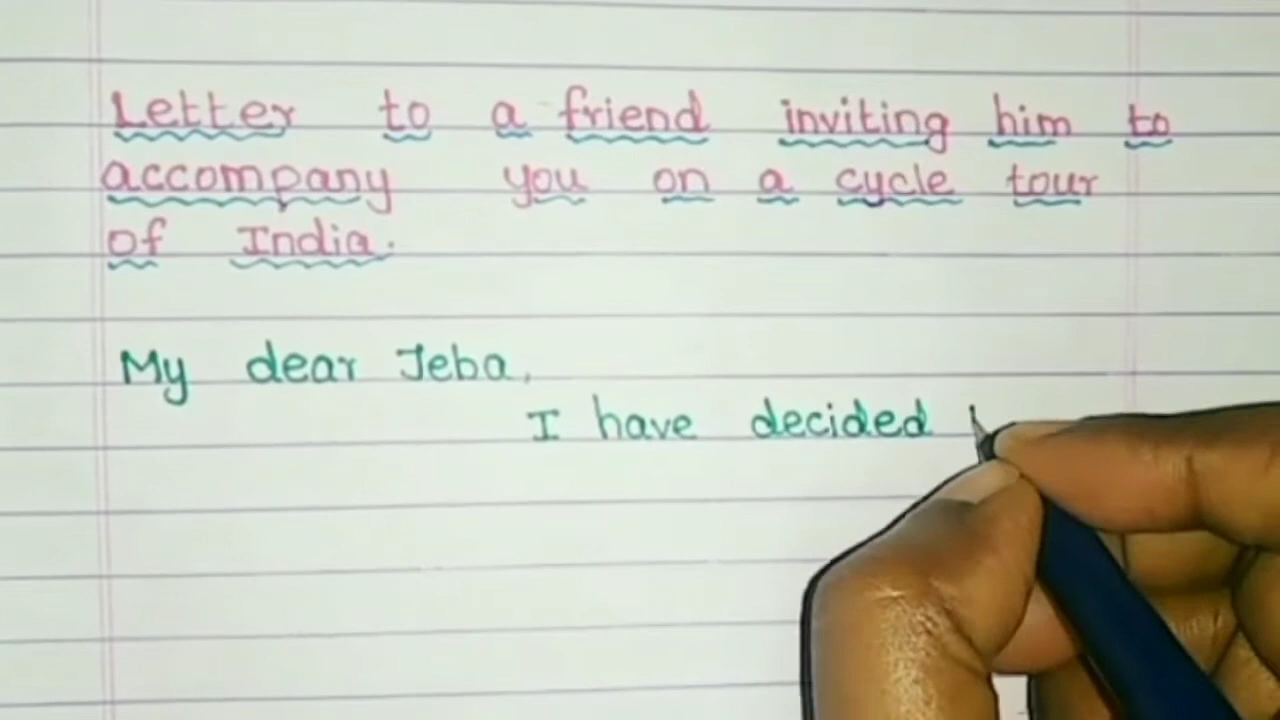 Letter to a friend inviting him to
accompany you on a cycle tour
of India.
My dear Jeba,
I have decided